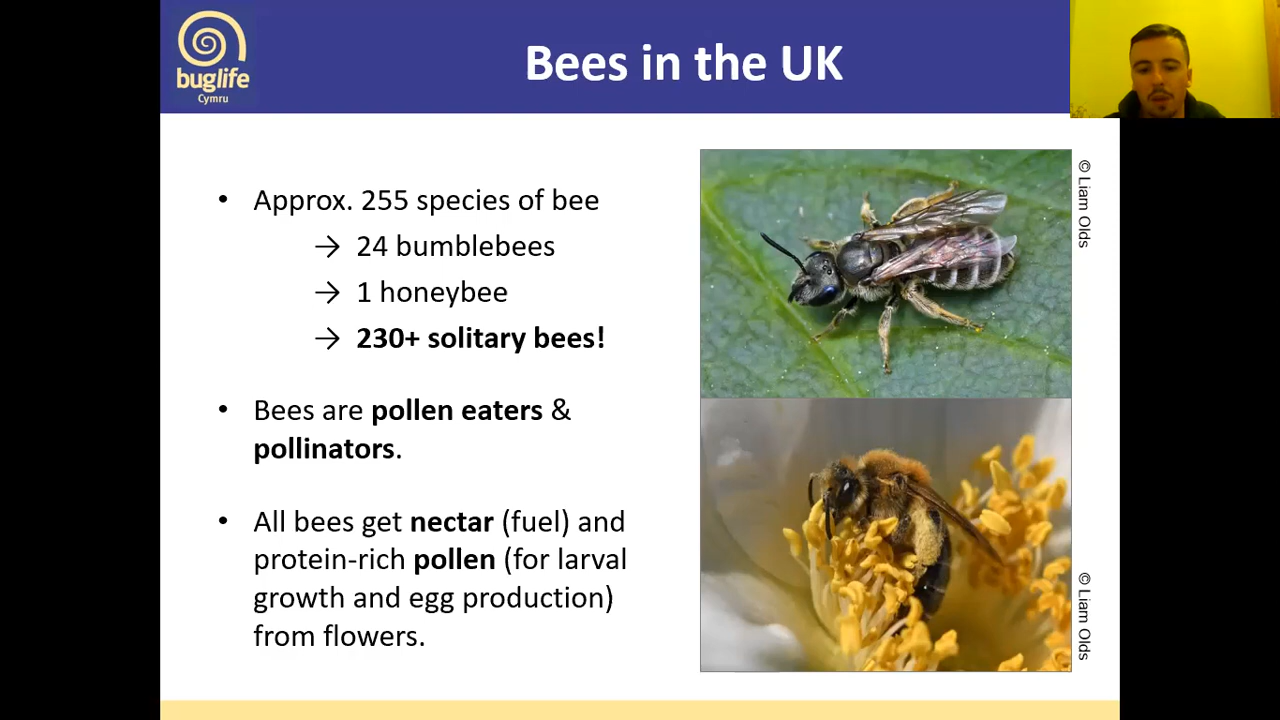 buglife
Cymru
Bees in the UK
• Approx. 255 species of bee
→ 24 bumblebees
→ 1 honeybee
→ 230+ solitary bees!
• Bees are pollen eaters &
pollinators.
• All bees get nectar (fuel) and
protein-rich pollen (for larval
growth and egg production)
from flowers.
© Liam Olds
© Liam Olds